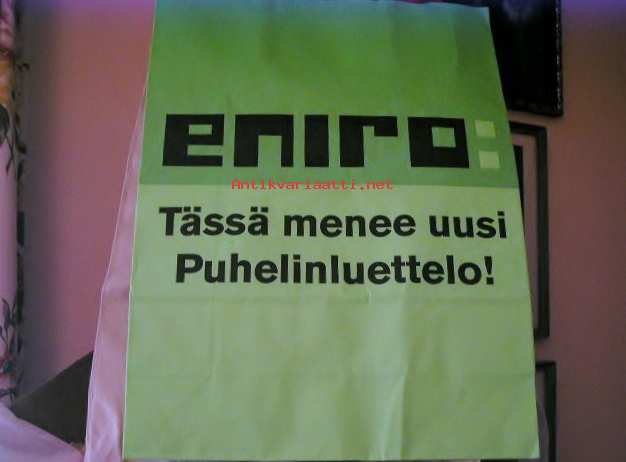 eniro:
Antikvariaatti.net
Tässä menee uusi
Puhelinluettelo!